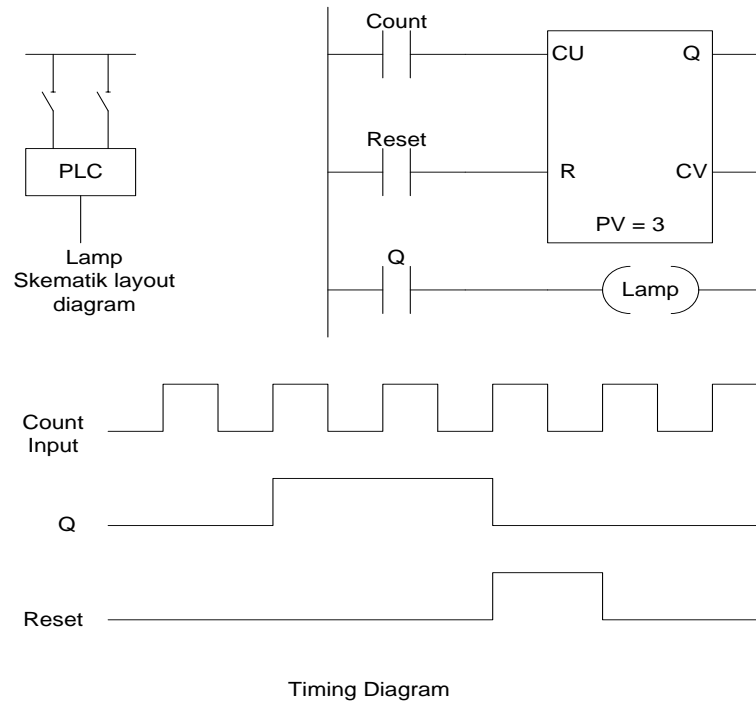 PLC
Lamp
Skematik layout
diagram
Count
CU Q
Reset
R CV
PV = 3
Q
Lamp
Count
Input
Q
Reset
Timing Diagram